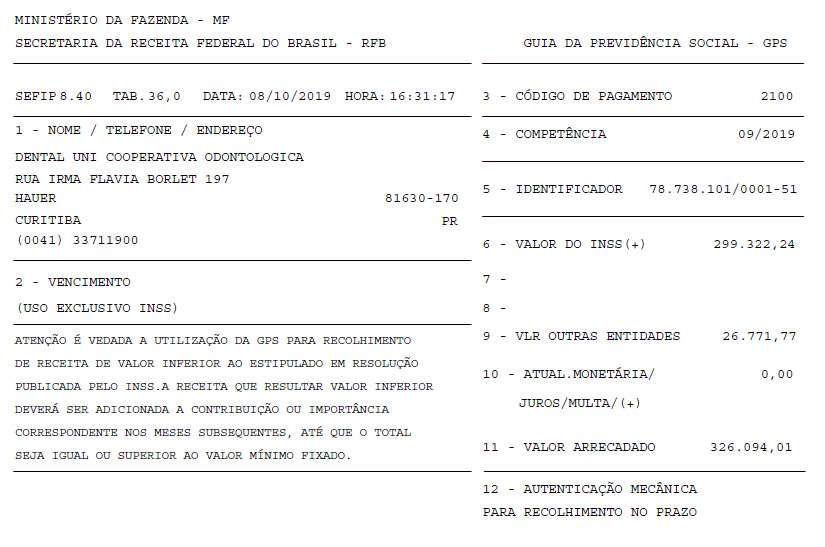 MINISTÉRIO DA FAZENDA - MF
SECRETARIA DA RECEITA FEDERAL DO BRASIL - RFB
GUIA DA PREVIDÊNCIA SOCIAL - GPS
SEFIP 8.40 TAB. 36,0 DATA: 08/10/2019 HORA: 16:31:17
1 - NOME / TELEFONE / ENDEREÇO
DENTAL UNI COOPERATIVA ODONTOLOGICA
RUA IRMA FLAVIA BORLET 197
HAUER 81630-170
CURITIBA PR
(0041) 33711900
2 - VENCIMENTO
(USO EXCLUSIVO INSS)
ATENÇÃO É VEDADA A UTILIZAÇÃO DA GPS PARA RECOLHIMENTO
DE RECEITA DE VALOR INFERIOR AO ESTIPULADO EM RESOLUÇÃO
PUBLICADA PELO INSS.A RECEITA QUE RESULTAR VALOR INFERIOR
DEVERÁ SER ADICIONADA A CONTRIBUIÇÃO OU IMPORTÂNCIA
CORRESPONDENTE NOS MESES SUBSEQUENTES, ATÉ QUE O TOTAL
SEJA IGUAL OU SUPERIOR AO VALOR MÍNIMO FIXADO.
3 - CÓDIGO DE PAGAMENTO 2100
4 - COMPETÊNCIA 09/2019
5 - IDENTIFICADOR 78.738.101/0001-51
6 - VALOR DO INSS(+) 299.322,24
7 -
8 -
9 - VLR OUTRAS ENTIDADES 26.771,77
10 - ATUAL.MONETÁRIA/ 0,00
JUROS/MULTA/(+)
11 - VALOR ARRECADADO 326.094,01
12 - AUTENTICAÇÃO MECÂNICA
PARA RECOLHIMENTO NO PRAZO